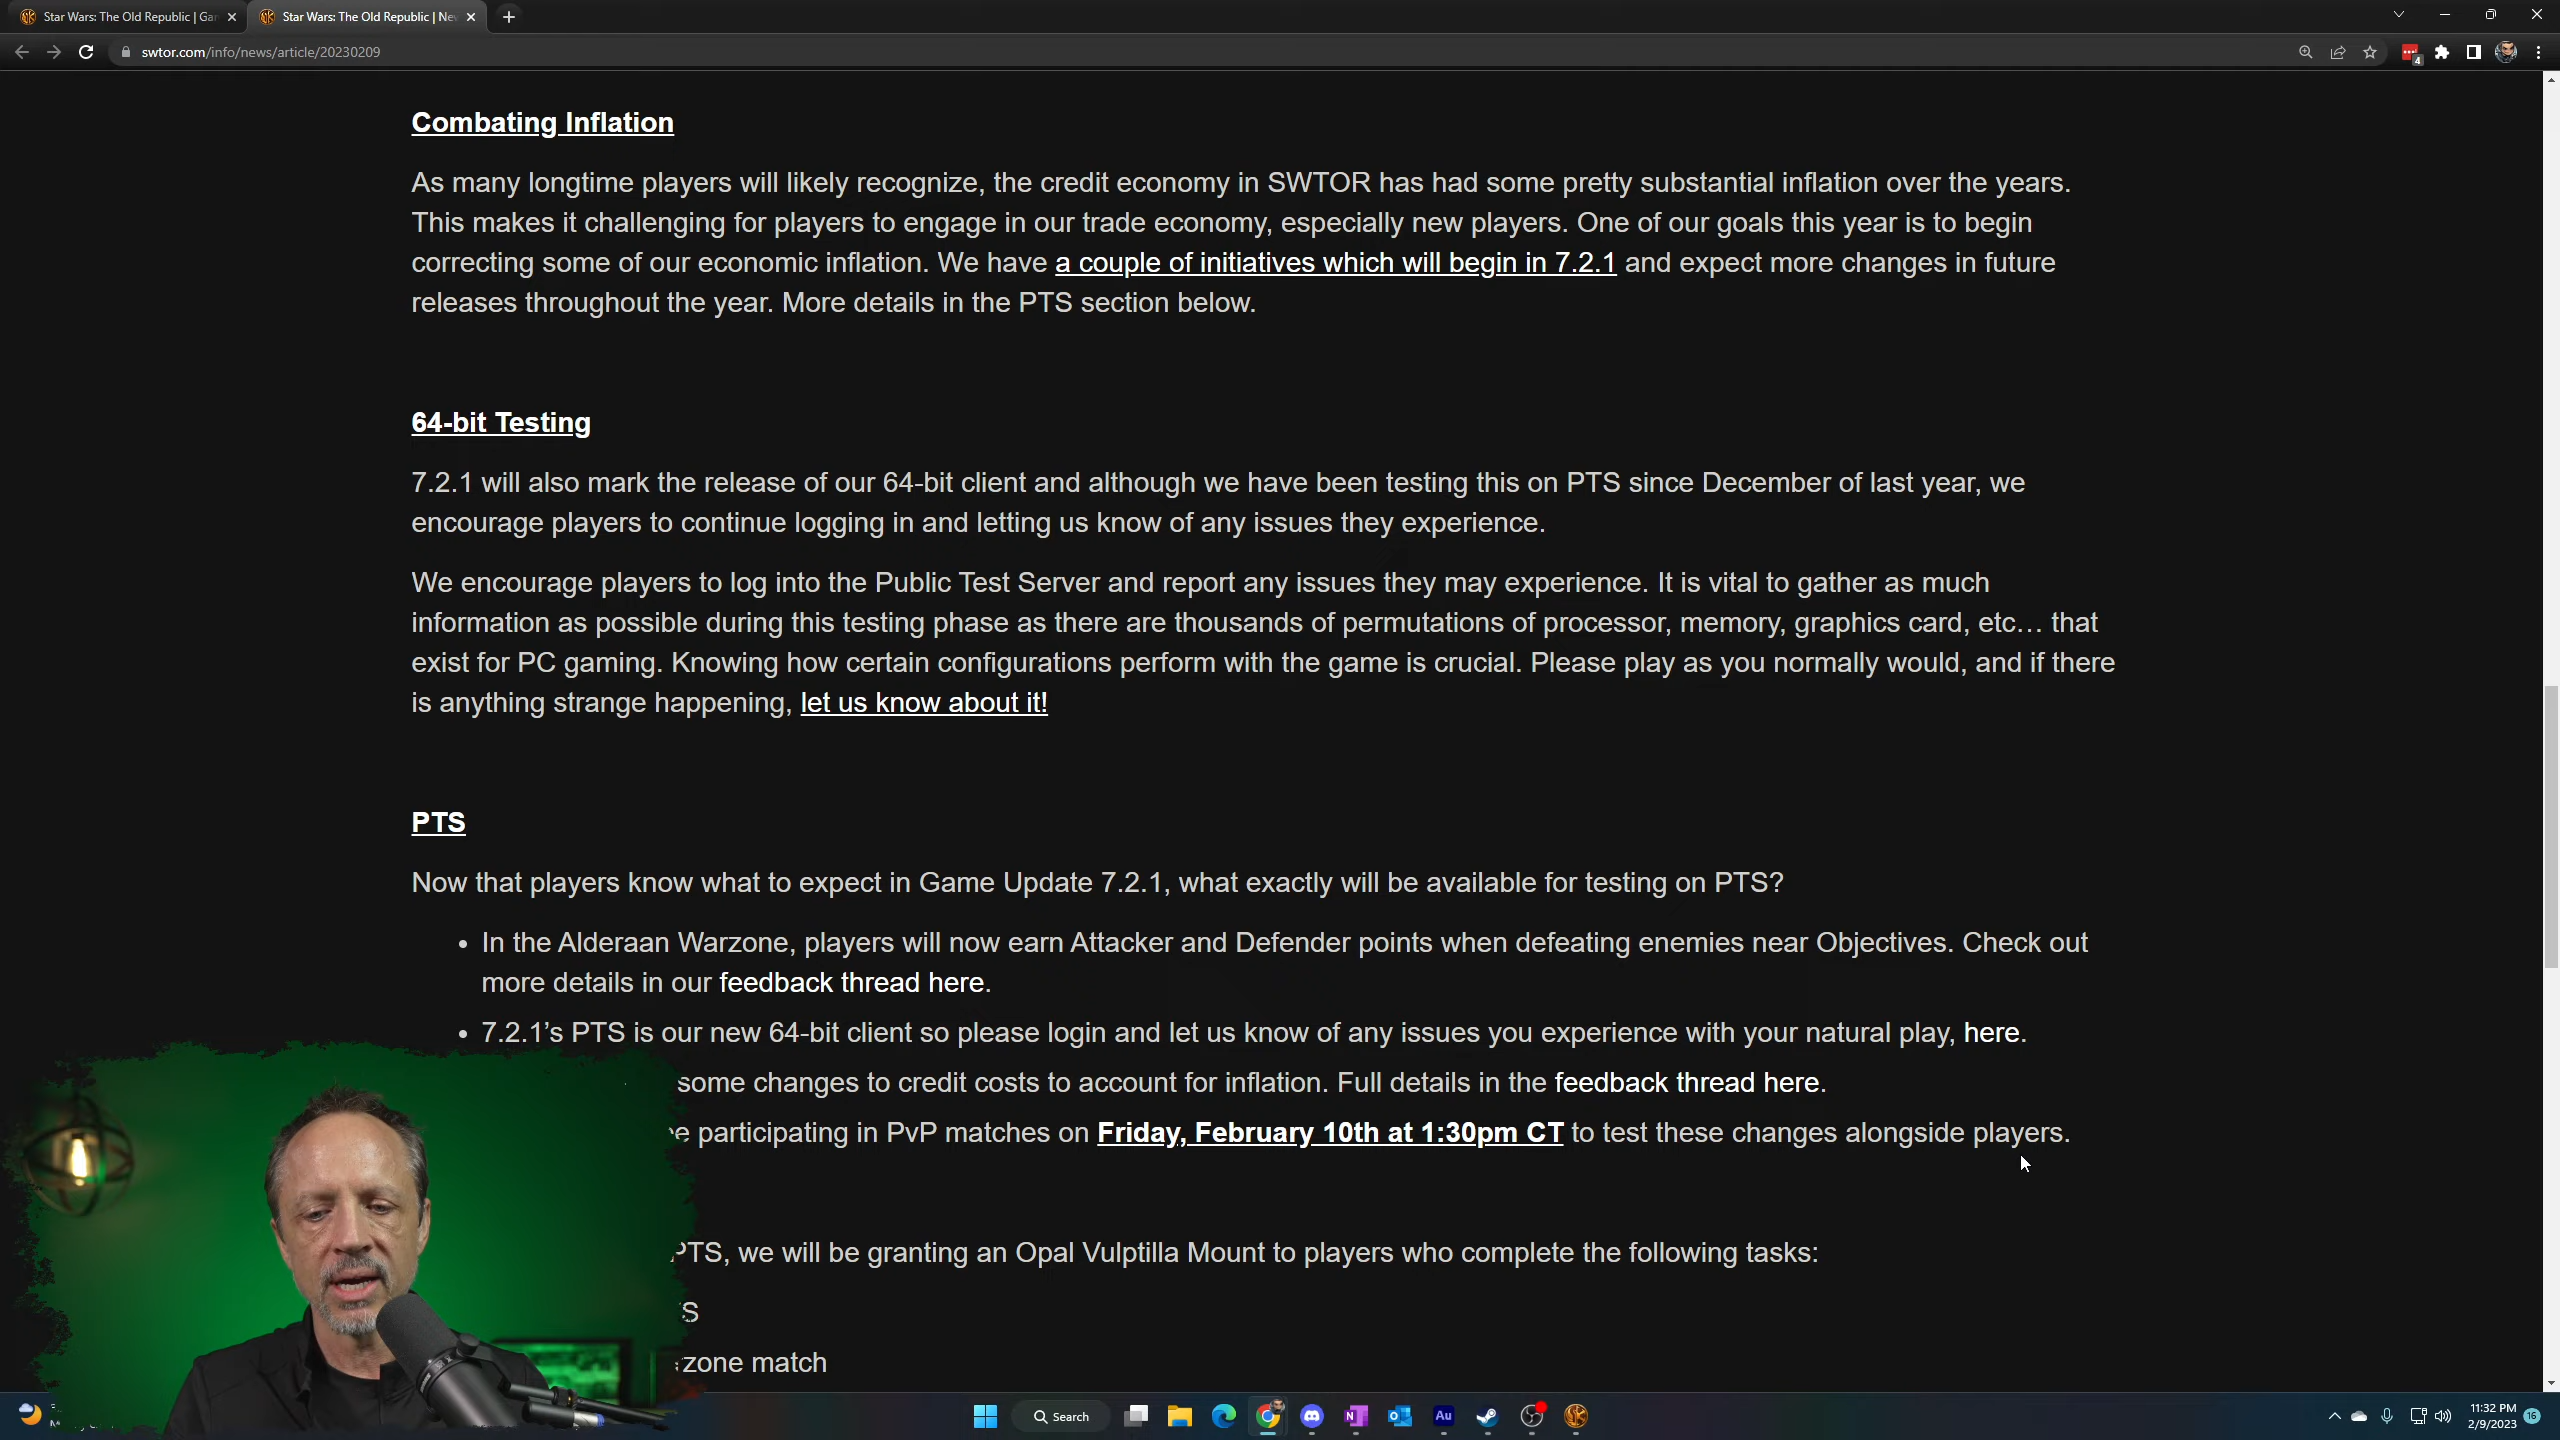 Star Wars: The Old Republic | Gar
Star Wars: The Old Republic | Ne
swtor.com/info/news/article/20230209
4
Combating Inflation
As many longtime players will likely recognize, the credit economy in SWTOR has had some pretty substantial inflation over the years.
This makes it challenging for players to engage in our trade economy, especially new players. One of our goals this year is to begin
correcting some of our economic inflation. We have a couple of initiatives which will begin in 7.2.1 and expect more changes in future
releases throughout the year. More details in the PTS section below.
64-bit Testing
7.2.1 will also mark the release of our 64-bit client and although we have been testing this on PTS since December of last year, we
encourage players to continue logging in and letting us know of any issues they experience.
We encourage players to log into the Public Test Server and report any issues they may experience. It is vital to gather as much
information as possible during this testing phase as there are thousands of permutations of processor, memory, graphics card, etc… that
exist for PC gaming. Knowing how certain configurations perform with the game is crucial. Please play as you normally would, and if there
is anything strange happening, let us know about it!
PTS
Now that players know what to expect in Game Update 7.2.1, what exactly will be available for testing on PTS?
• In the Alderaan Warzone, players will now earn Attacker and Defender points when defeating enemies near Objectives. Check out
more details in our feedback thread here.
• 7.2.1’s PTS is our new 64-bit client so please login and let us know of any issues you experience with your natural play, here.
some changes to credit costs to account for inflation. Full details in the feedback thread here.
participating in PvP matches on Friday, February 10th at 1:30pm CT to test these changes alongside players.
PTS, we will be granting an Opal Vulptilla Mount to players who complete the following tasks:
S
zone match
Search
Au
11:32 PM
2/9/2023
16